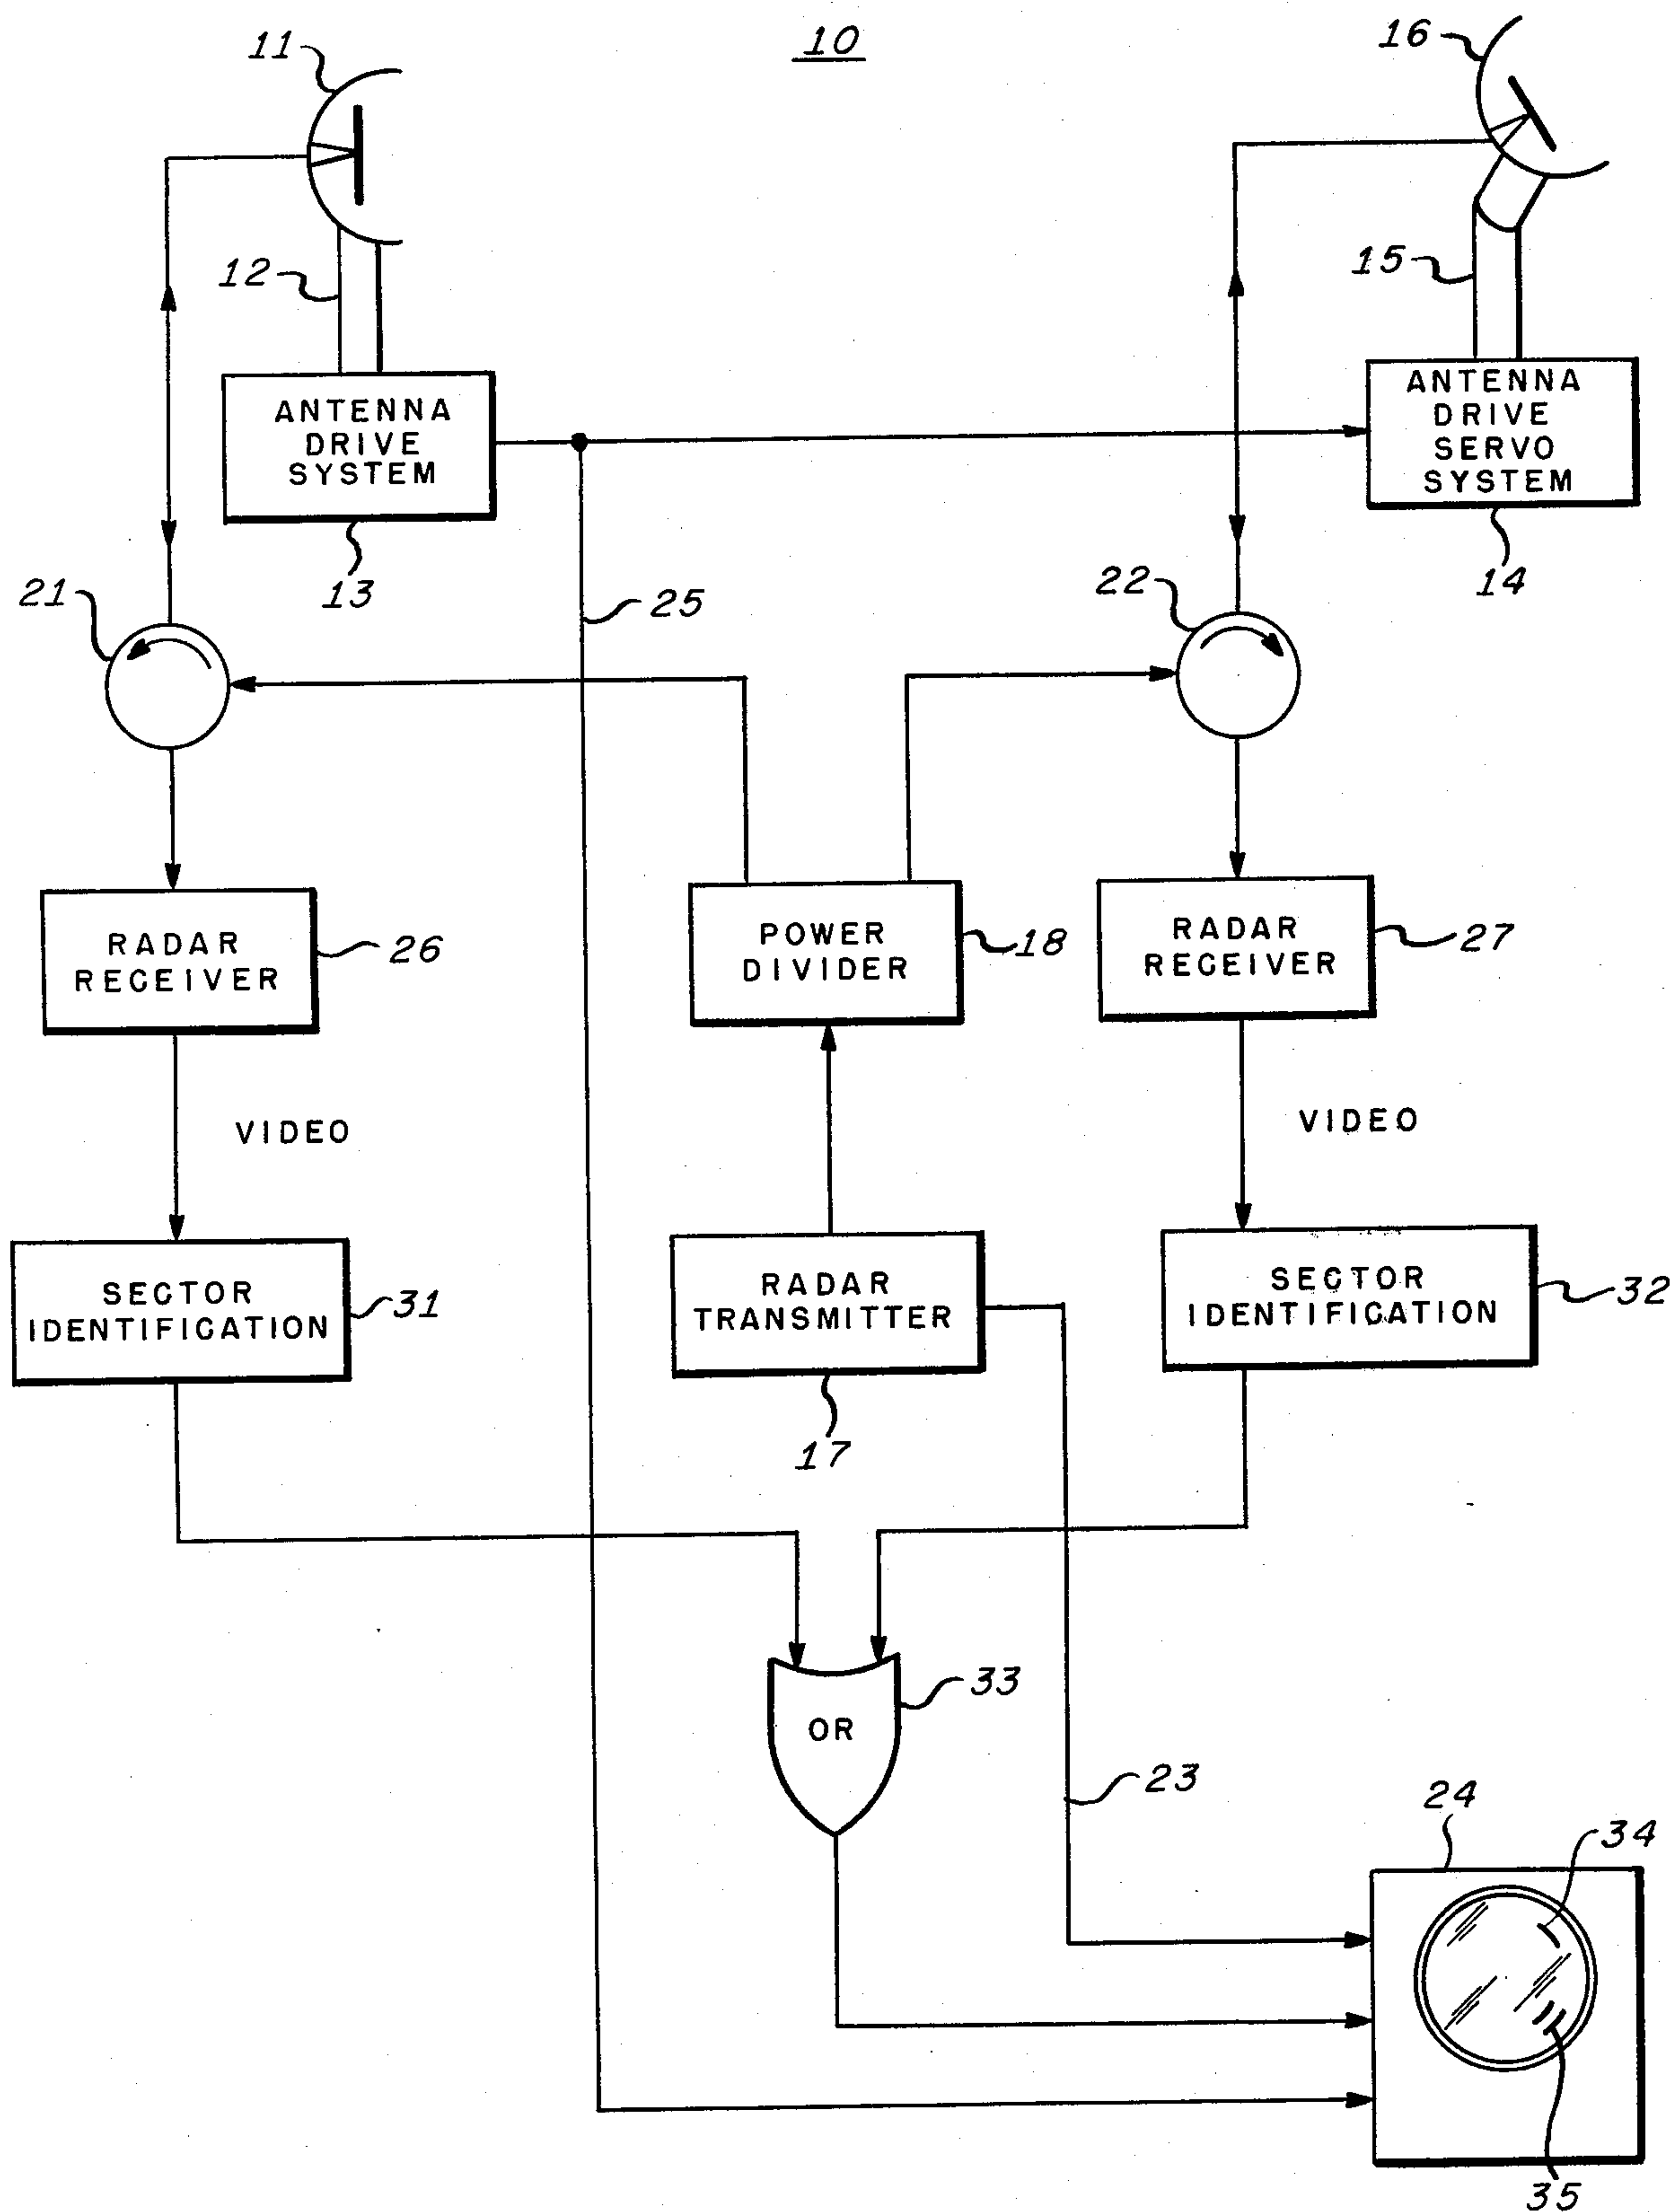 10
11
16
12
15
ANTENNA
DRIVE
SYSTEM
ANTENNA
DRIVE
SERVO
SYSTEM
13
14
21
25
22
RADAR
RECEIVER
26
POWER
DIVIDER
18
RADAR
RECEIVER
27
VIDEO
VIDEO
SECTOR
IDENTIFICATION
31
RADAR
TRANSMITTER
17
SECTOR
IDENTIFICATION
32
OR
33
23
24
34
35